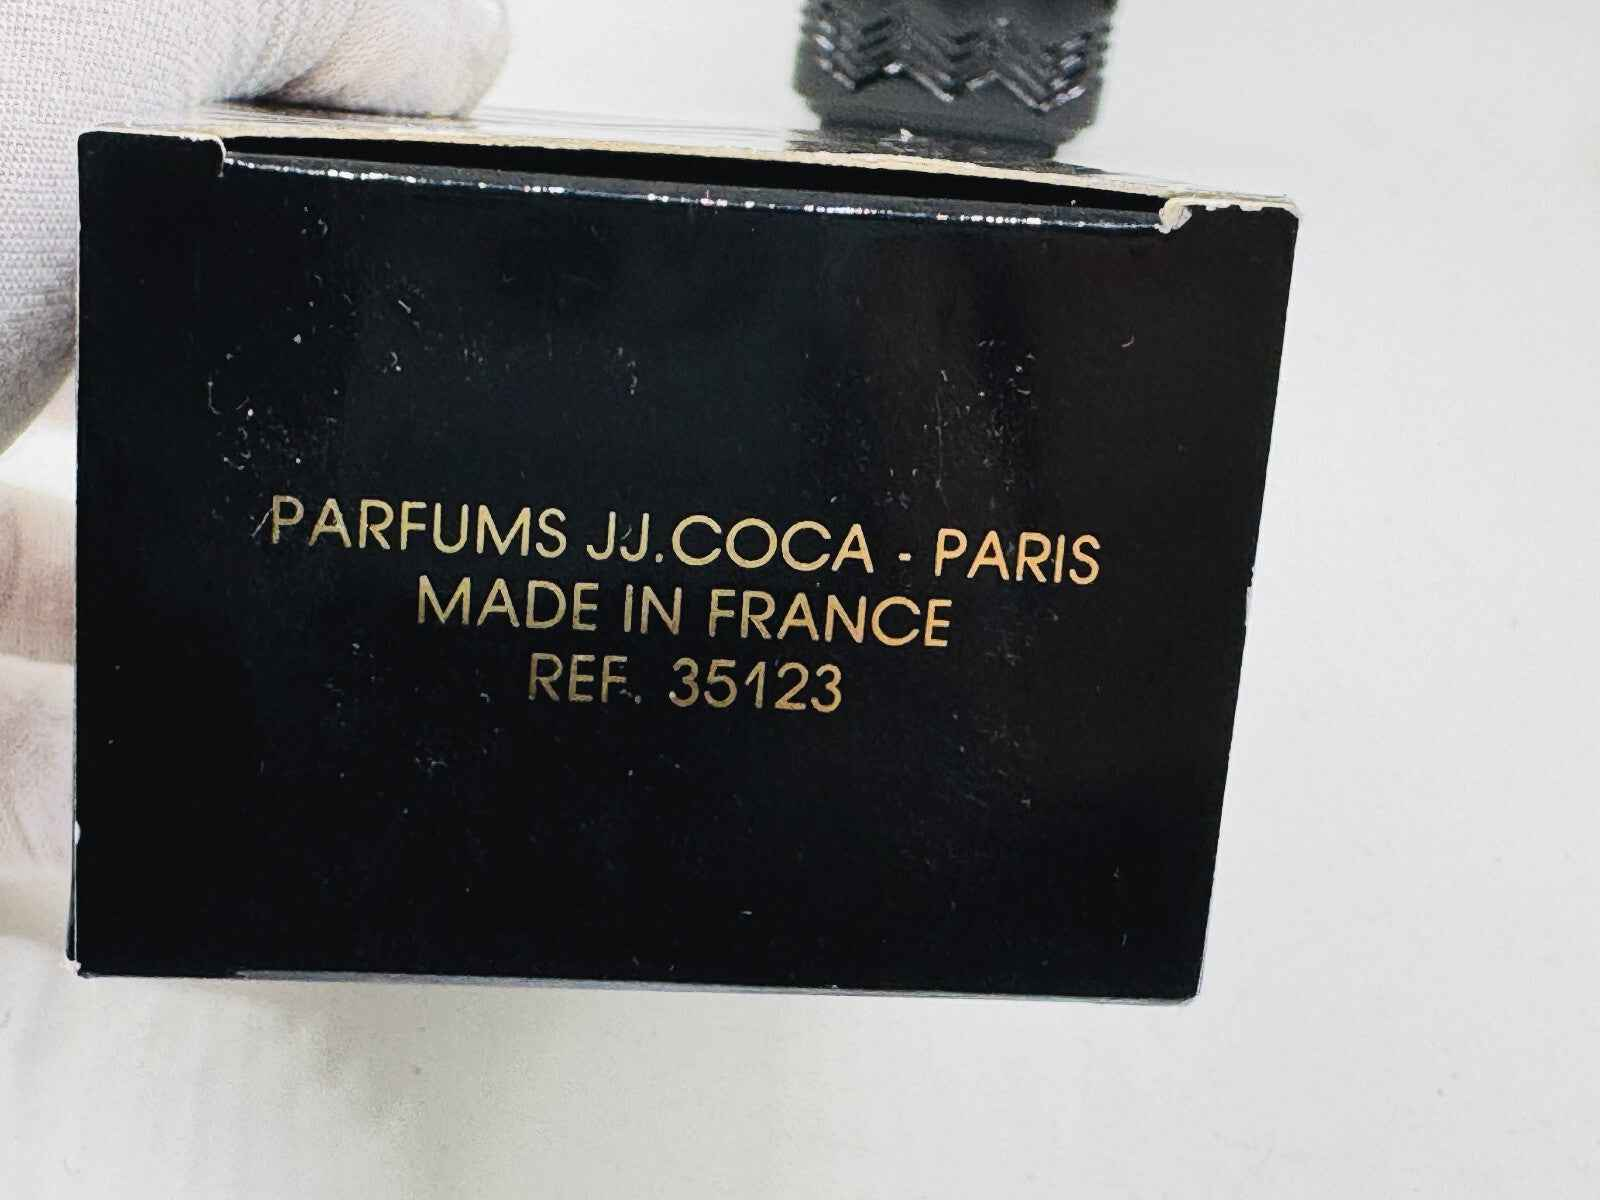 PARFUMS JJ.COCA - PARIS
MADE IN FRANCE
REF. 35123